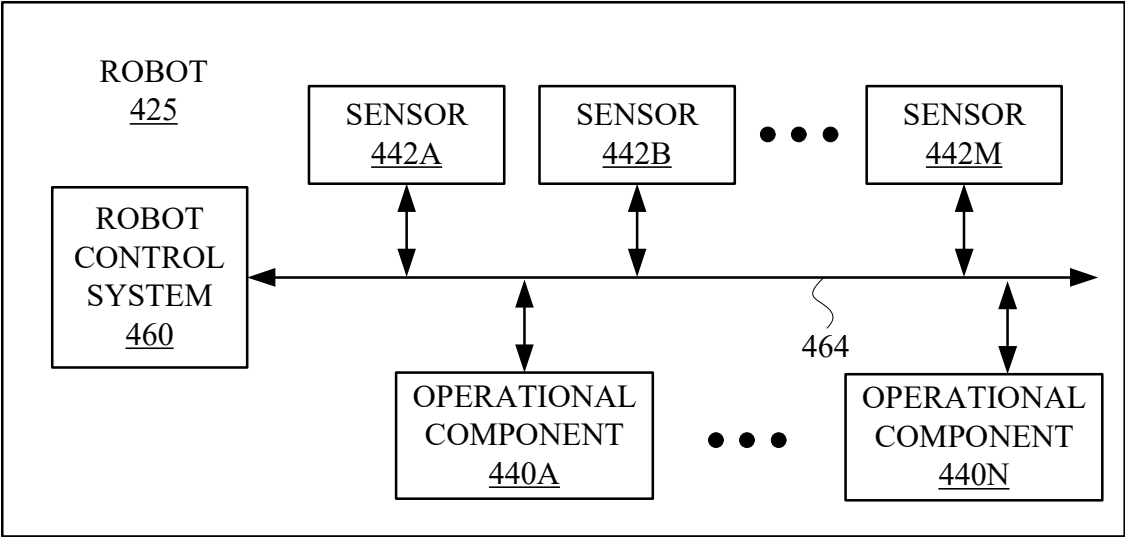 ROBOT
425
SENSOR
442A
SENSOR
442B
SENSOR
442M
ROBOT
CONTROL
SYSTEM
460
464
OPERATIONAL
COMPONENT
440A
OPERATIONAL
COMPONENT
440N